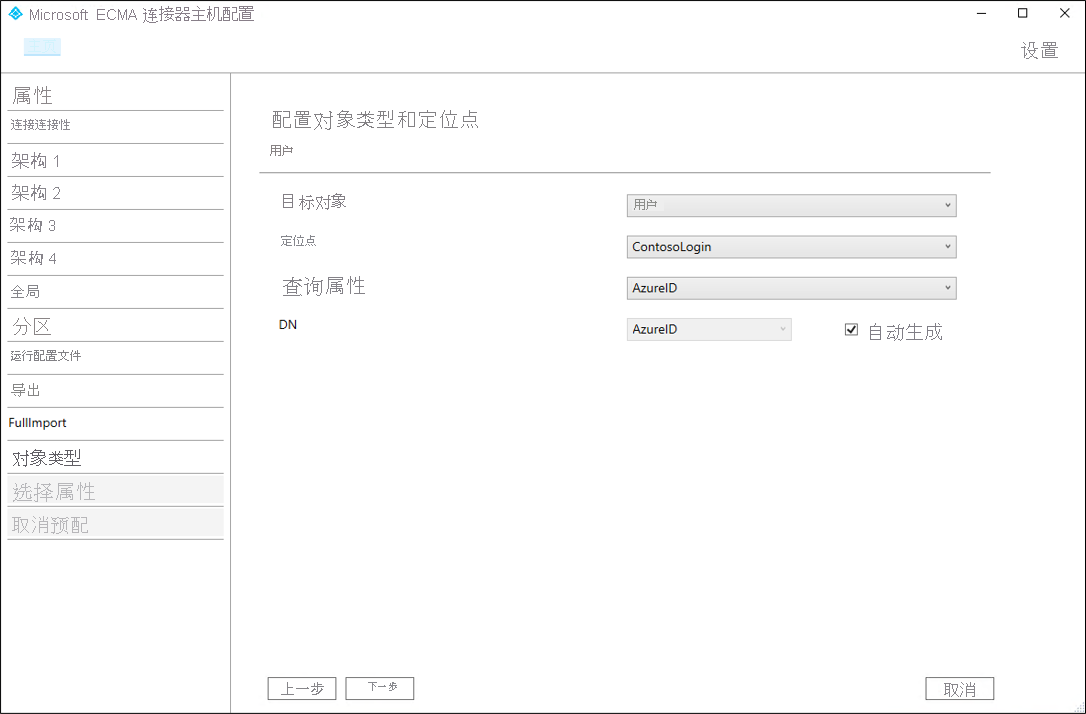 Microsoft ECMA 连接器主机配置
设置
属性
连接连接性
架构 1
架构 2
架构 3
架构 4
全局
分区
运行配置文件
导出
FullImport
对象类型
选择属性
取消预配
配置对象类型和定位点
用户
目标对象 用户
定位点 ContosoLogin
查询属性 AzureID
DN AzureID 自动生成
上一步 下一步 取消